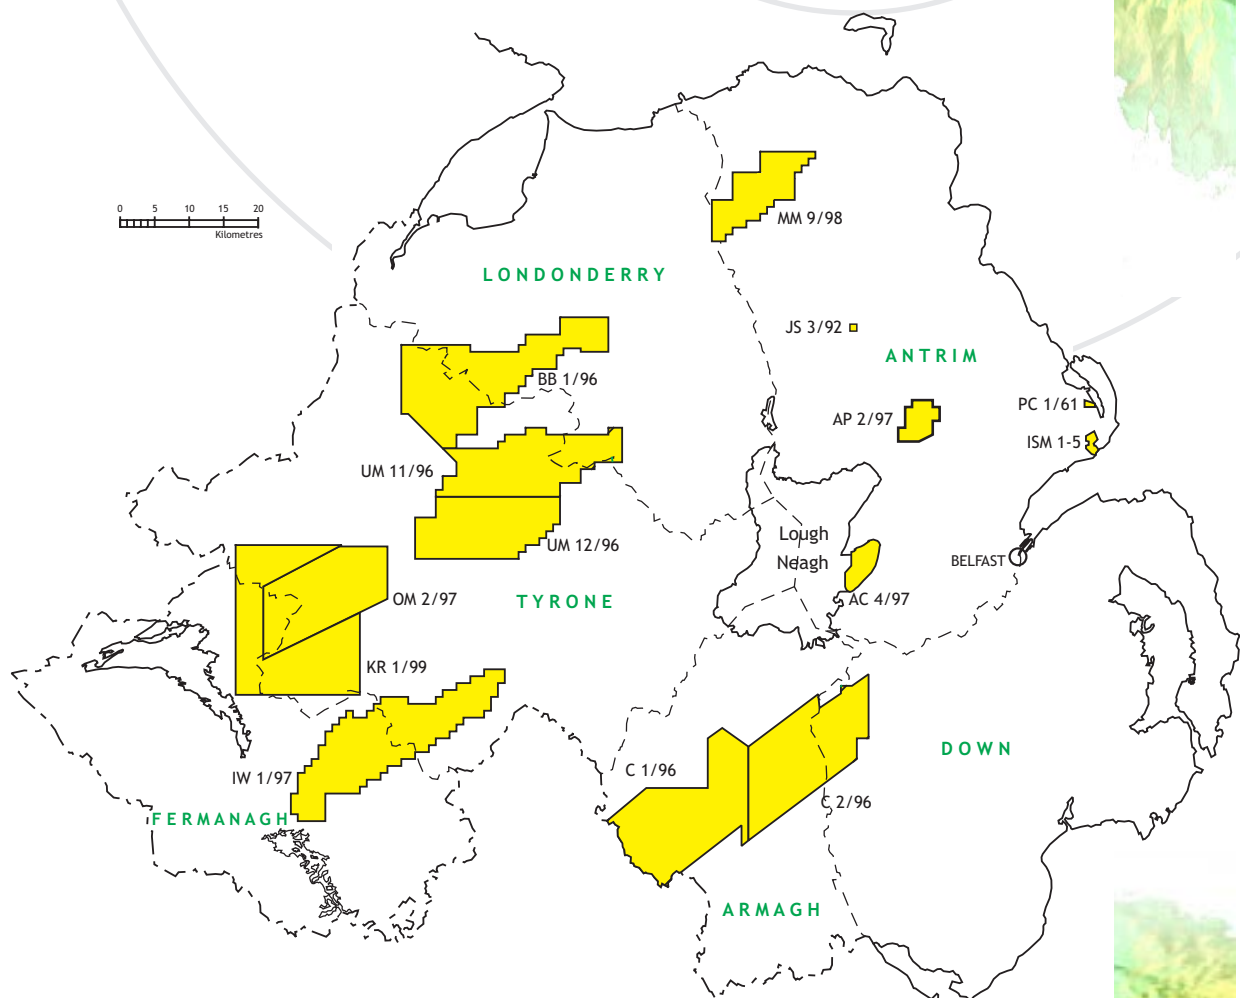 0 5 10 15 20
Kilometres
MM 9/98
LONDONDERRY
JS 3/92
ANTRIM
BB 1/96
PC 1/61
AP 2/97
ISM 1-5
UM 11/96
Lough
Neagh
UM 12/96
BELFAST
OM 2/97
TYRONE
AC 4/97
KR 1/99
DOWN
C 1/96
IW 1/97
C 2/96
FERMANAGH
ARMAGH